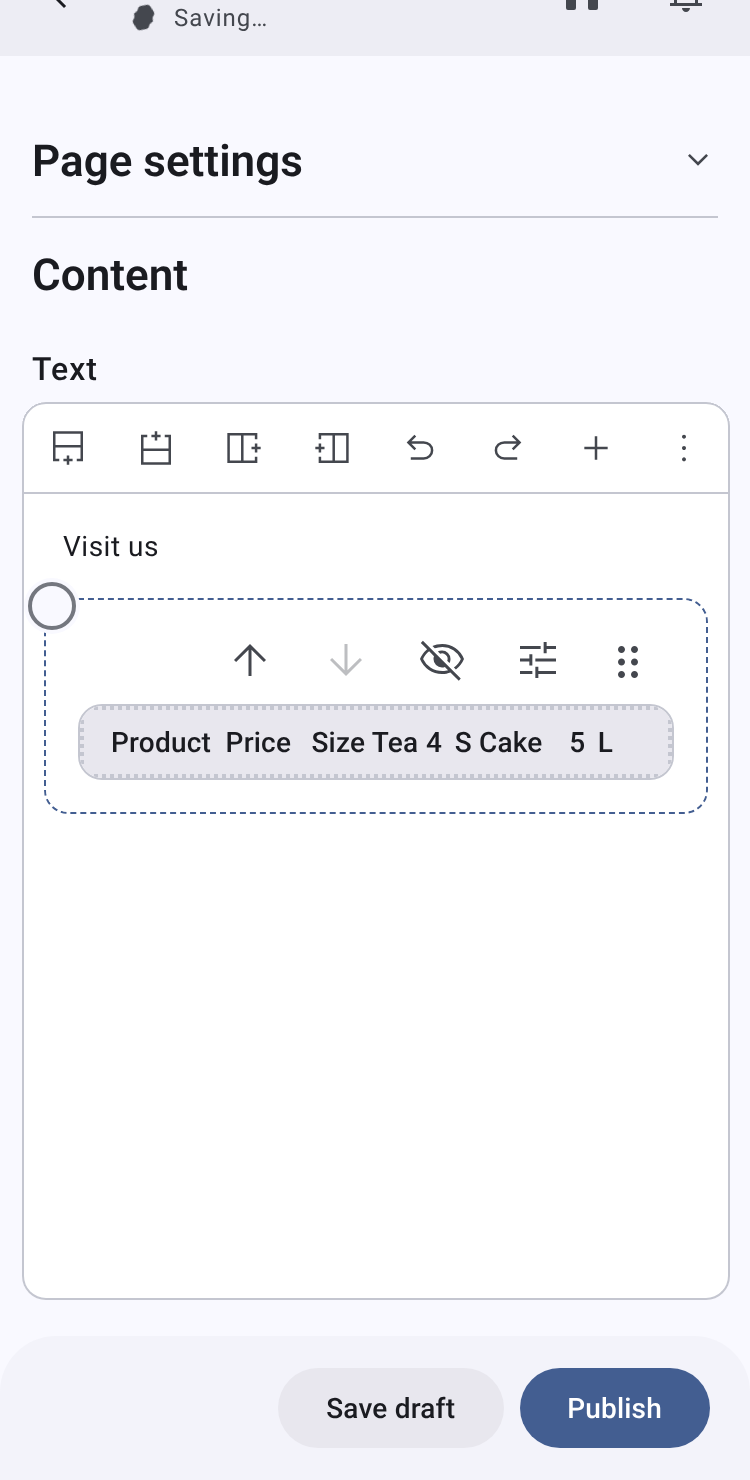 Saving…
Page settings
Content
Text
Visit us
Product Price Size Tea 4 S Cake 5 L
Save draft Publish